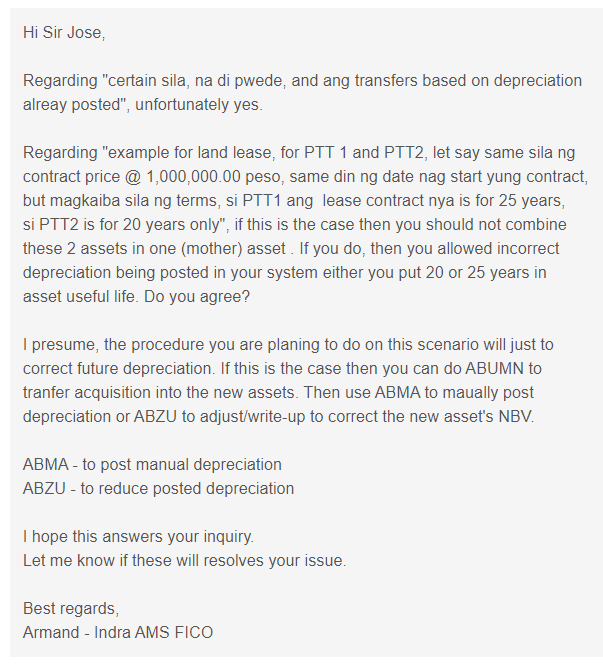 Hi Sir Jose,
Regarding "certain sila, na di pwede, and ang transfers based on depreciation
alreay posted", unfortunately yes.
Regarding "example for land lease, for PTT 1 and PTT2, let say same sila ng
contract price @ 1,000,000.00 peso, same din ng date nag start yung contract,
but magkaiba sila ng terms, si PTT1 ang  lease contract nya is for 25 years,
si PTT2 is for 20 years only", if this is the case then you should not combine
these 2 assets in one (mother) asset . If you do, then you allowed incorrect
depreciation being posted in your system either you put 20 or 25 years in
asset useful life. Do you agree?
I presume, the procedure you are planing to do on this scenario will just to
correct future depreciation. If this is the case then you can do ABUMN to
tranfer acquisition into the new assets. Then use ABMA to maually post
depreciation or ABZU to adjust/write-up to correct the new asset's NBV.
ABMA - to post manual depreciation
ABZU - to reduce posted depreciation
I hope this answers your inquiry.
Let me know if these will resolves your issue.
Best regards,
Armand - Indra AMS FICO